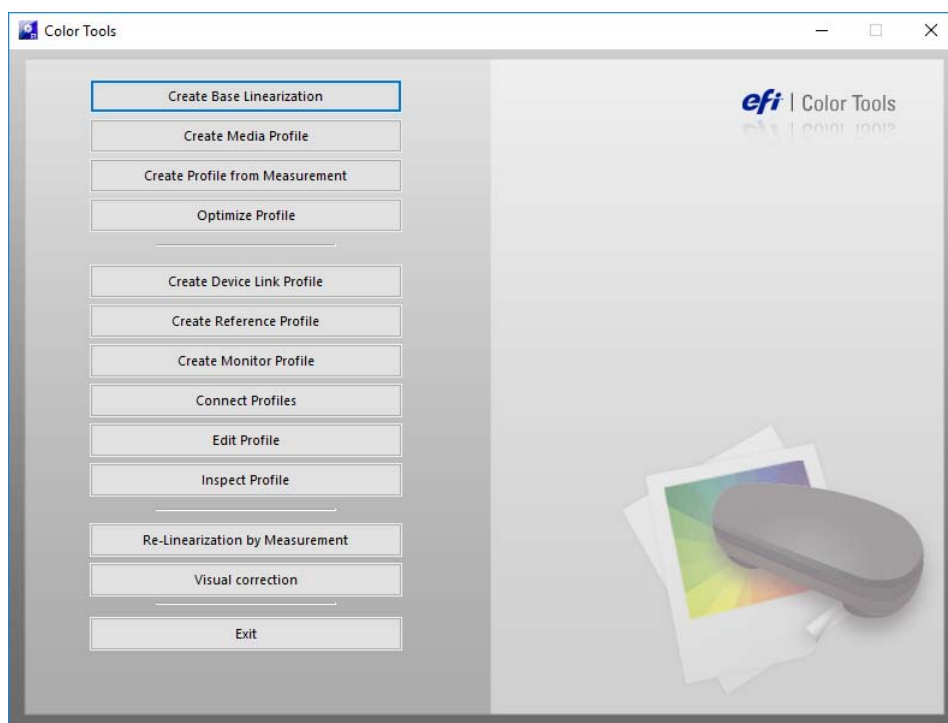 Color Tools
Create Base Linearization
Create Media Profile
Create Profile from Measurement
Optimize Profile
Create Device Link Profile
Create Reference Profile
Create Monitor Profile
Connect Profiles
Edit Profile
Inspect Profile
Re-Linearization by Measurement
Visual correction
Exit
efi | Color Tools